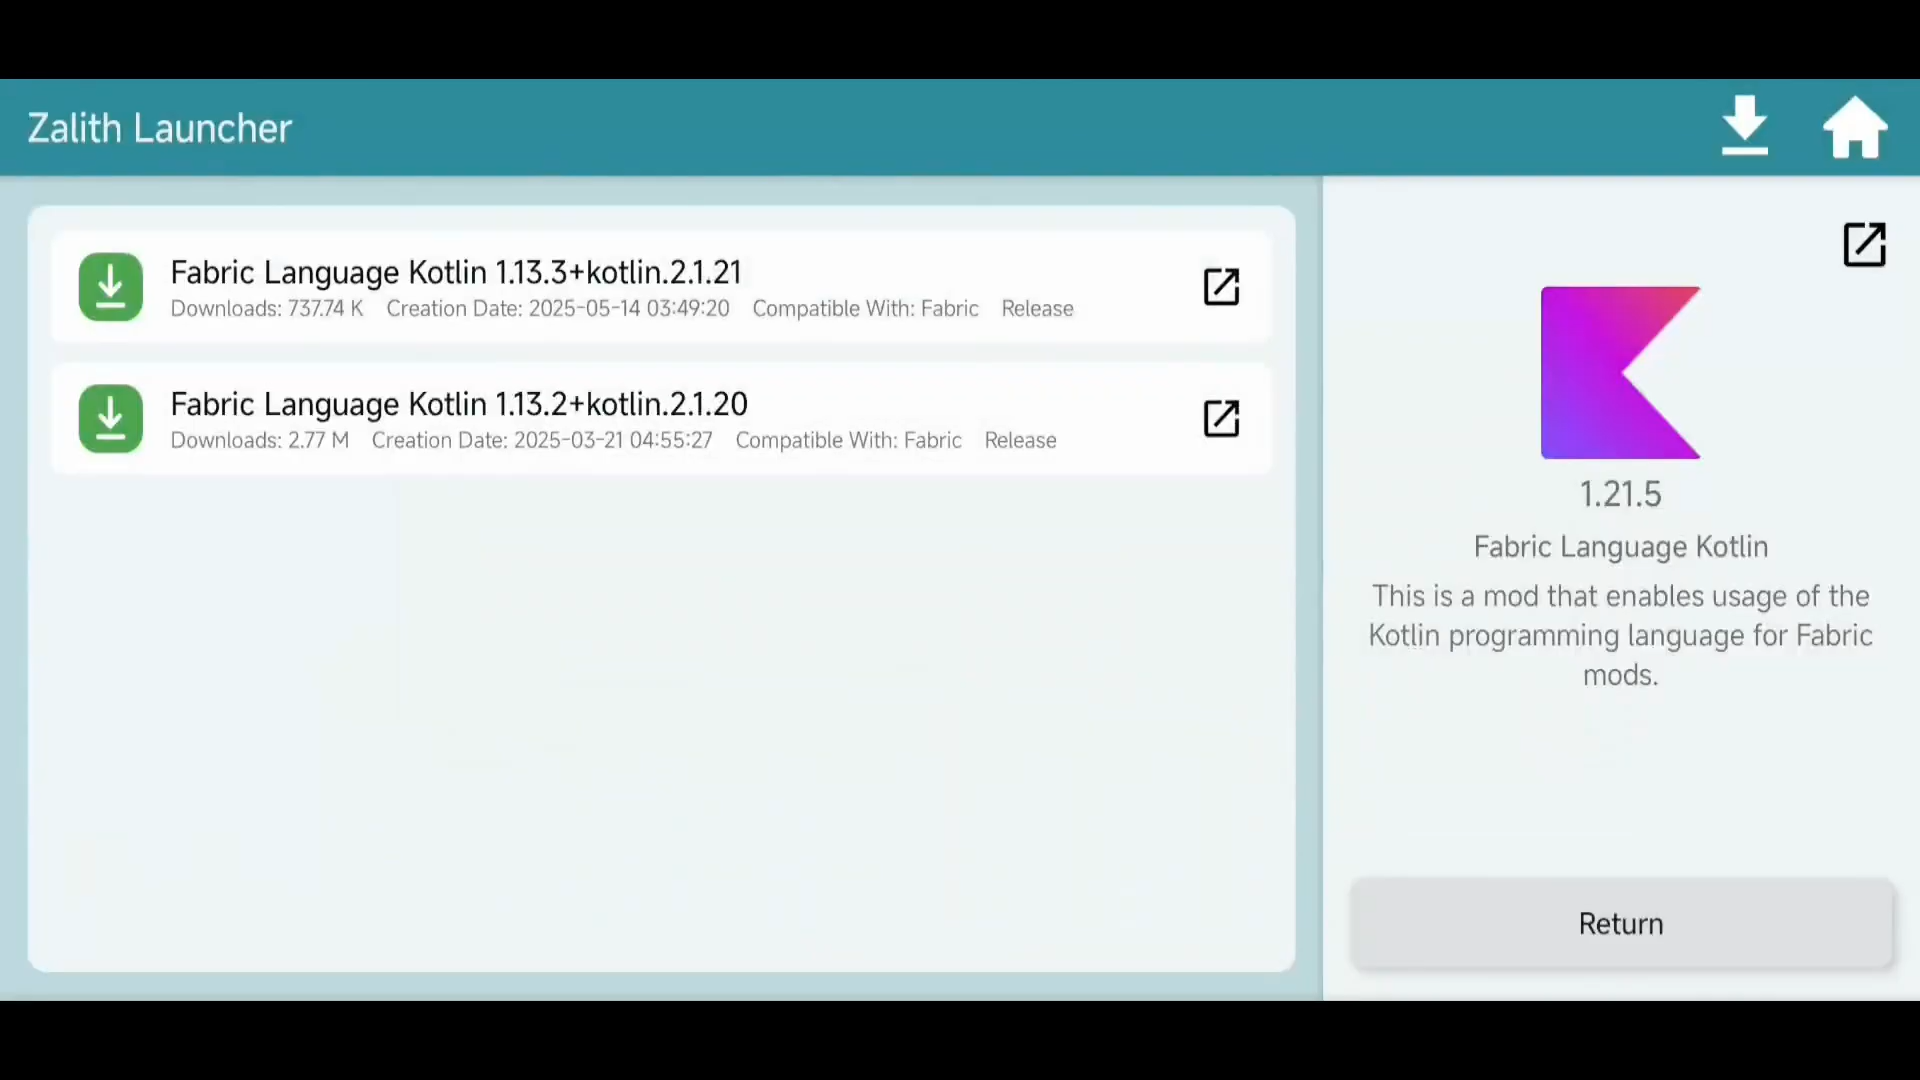 Zalith Launcher
Fabric Language Kotlin 1.13.3+kotlin.2.1.21
Downloads: 737.74 K Creation Date: 2025-05-14 03:49:20 Compatible With: Fabric Release
Fabric Language Kotlin 1.13.2+kotlin.2.1.20
Downloads: 2.77 M Creation Date: 2025-03-21 04:55:27 Compatible With: Fabric Release
1.21.5
Fabric Language Kotlin
This is a mod that enables usage of the
Kotlin programming language for Fabric
mods.
Return